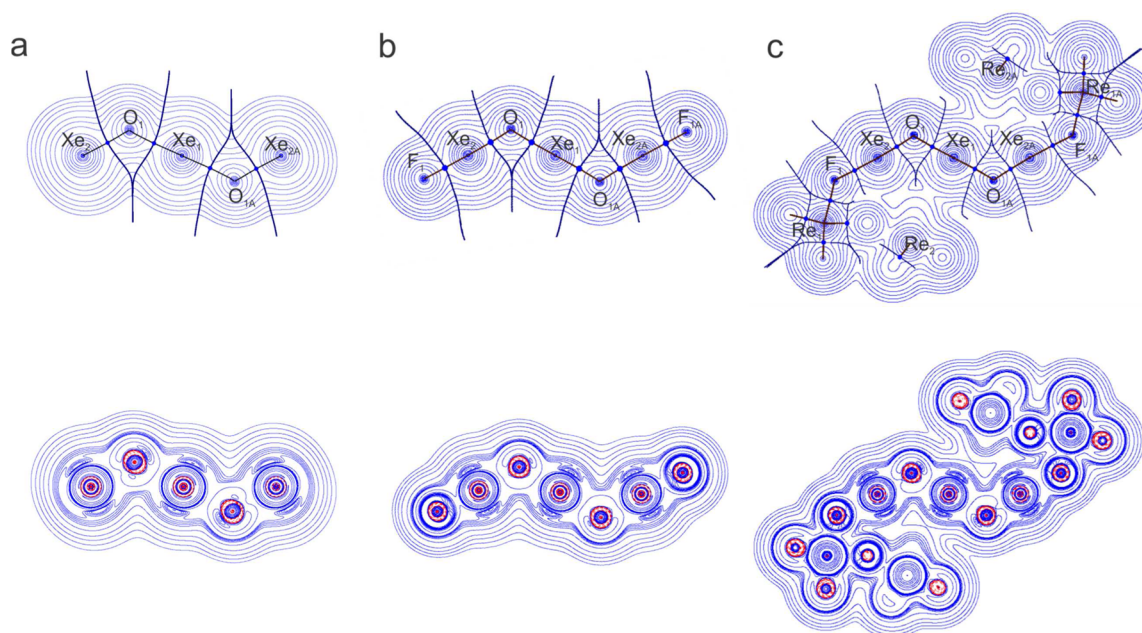 a
Xe2 O1 Xe1 Xe2A O1A
b
F1 Xe2 O1 Xe1 Xe2A O1A F1A
c
Re2A Re1A
O Xe2 Xe1 Xe2A F1A
F O1A
Re1 Re2